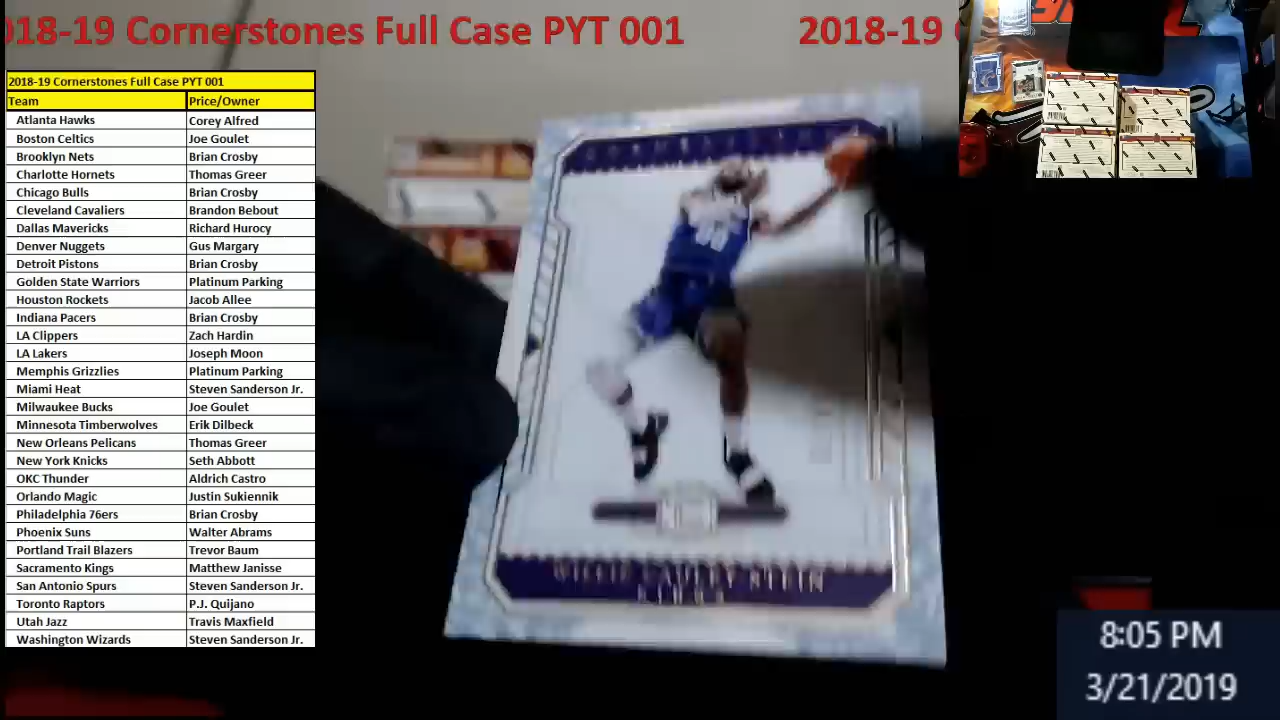 018-19 Cornerstones Full Case PYT 001 2018-19
2018-19 Cornerstones Full Case PYT 001
Team Price/Owner
Atlanta Hawks Corey Alfred
Boston Celtics Joe Goulet
Brooklyn Nets Brian Crosby
Charlotte Hornets Thomas Greer
Chicago Bulls Brian Crosby
Cleveland Cavaliers Brandon Bebout
Dallas Mavericks Richard Hurocy
Denver Nuggets Gus Margary
Detroit Pistons Brian Crosby
Golden State Warriors Platinum Parking
Houston Rockets Jacob Allee
Indiana Pacers Brian Crosby
LA Clippers Zach Hardin
LA Lakers Joseph Moon
Memphis Grizzlies Platinum Parking
Miami Heat Steven Sanderson Jr.
Milwaukee Bucks Joe Goulet
Minnesota Timberwolves Erik Dilbeck
New Orleans Pelicans Thomas Greer
New York Knicks Seth Abbott
OKC Thunder Aldrich Castro
Orlando Magic Justin Sukiennik
Philadelphia 76ers Brian Crosby
Phoenix Suns Walter Abrams
Portland Trail Blazers Trevor Baum
Sacramento Kings Matthew Janisse
San Antonio Spurs Steven Sanderson Jr.
Toronto Raptors P.J. Quijano
Utah Jazz Travis Maxfield
Washington Wizards Steven Sanderson Jr.
WILLIE CAULEY-STEIN
KINGS
8:05 PM
3/21/2019